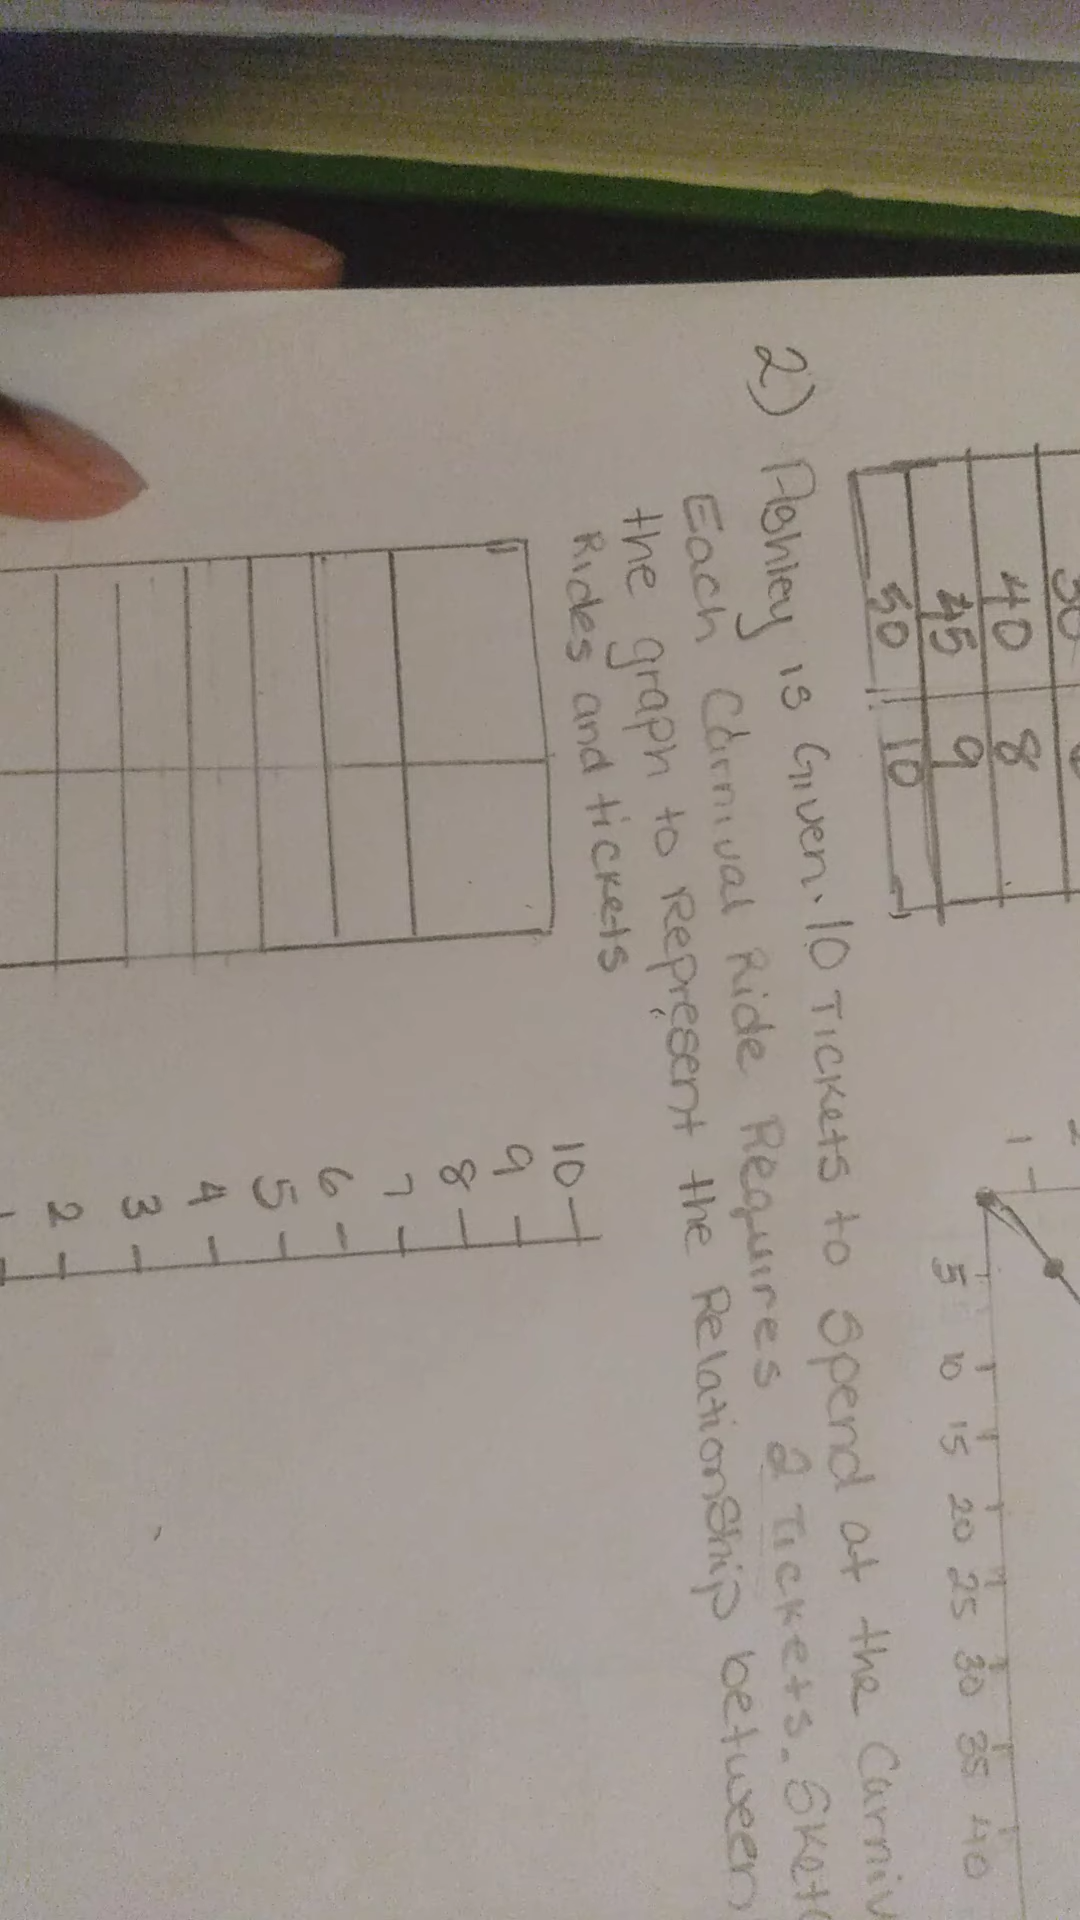 40 8
45 9
50 10
1
5 10 15 20 25 30 35 40
2) Ashley is Given 10 Tickets to Spend at the
Each Carnival Ride Requires 2 Tickets.
the graph to Represent the Relationship between
Rides and tickets
10
9
8
7
6
5
4
3
2